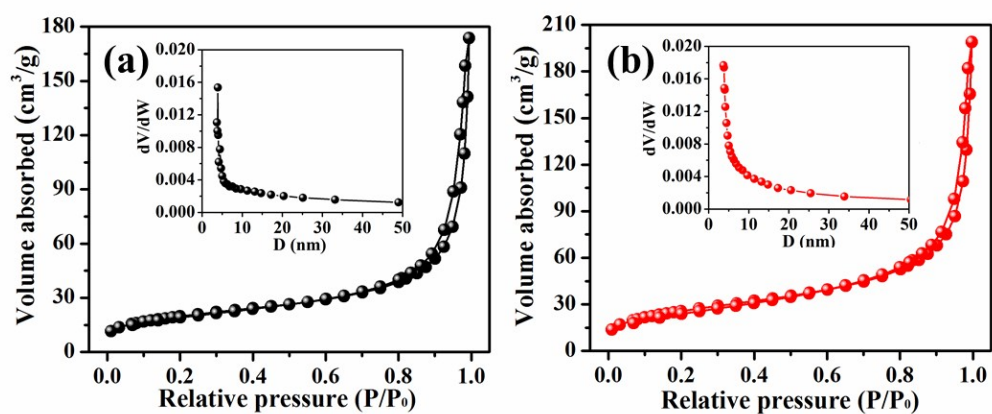 (a)
Volume absorbed (cm³/g)
180
150
120
90
60
30
0
0.0 0.2 0.4 0.6 0.8 1.0
Relative pressure (P/P₀)
dV/dW
0.020
0.016
0.012
0.008
0.004
0.000
0 10 20 30 40 50
D (nm)
(b)
Volume absorbed (cm³/g)
210
180
150
120
90
60
30
0
0.0 0.2 0.4 0.6 0.8 1.0
Relative pressure (P/P₀)
dV/dW
0.020
0.016
0.012
0.008
0.004
0.000
0 10 20 30 40 50
D (nm)